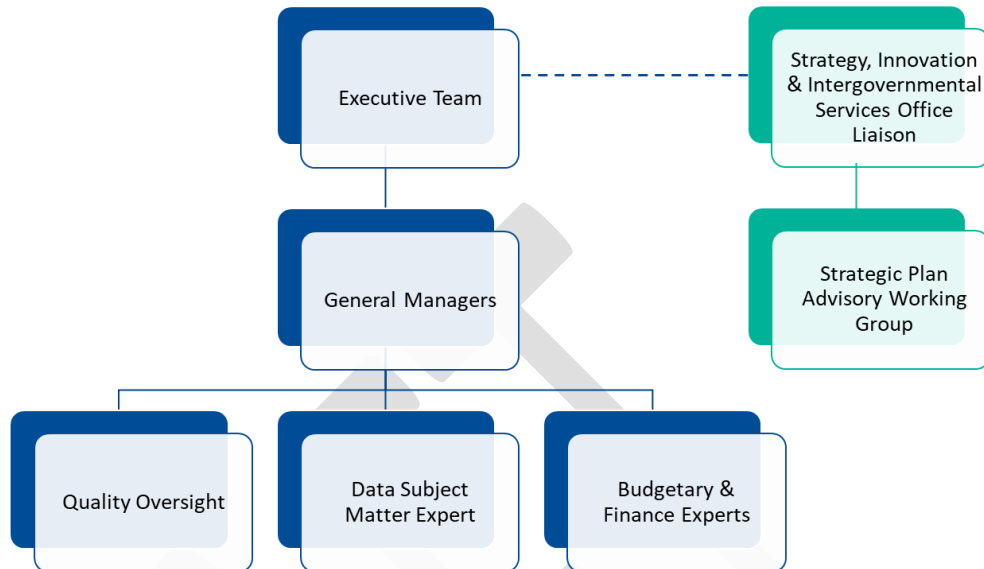 Executive Team
Strategy, Innovation
& Intergovernmental
Services Office
Liaison
General Managers
Strategic Plan
Advisory Working
Group
Quality Oversight
Data Subject
Matter Expert
Budgetary &
Finance Experts